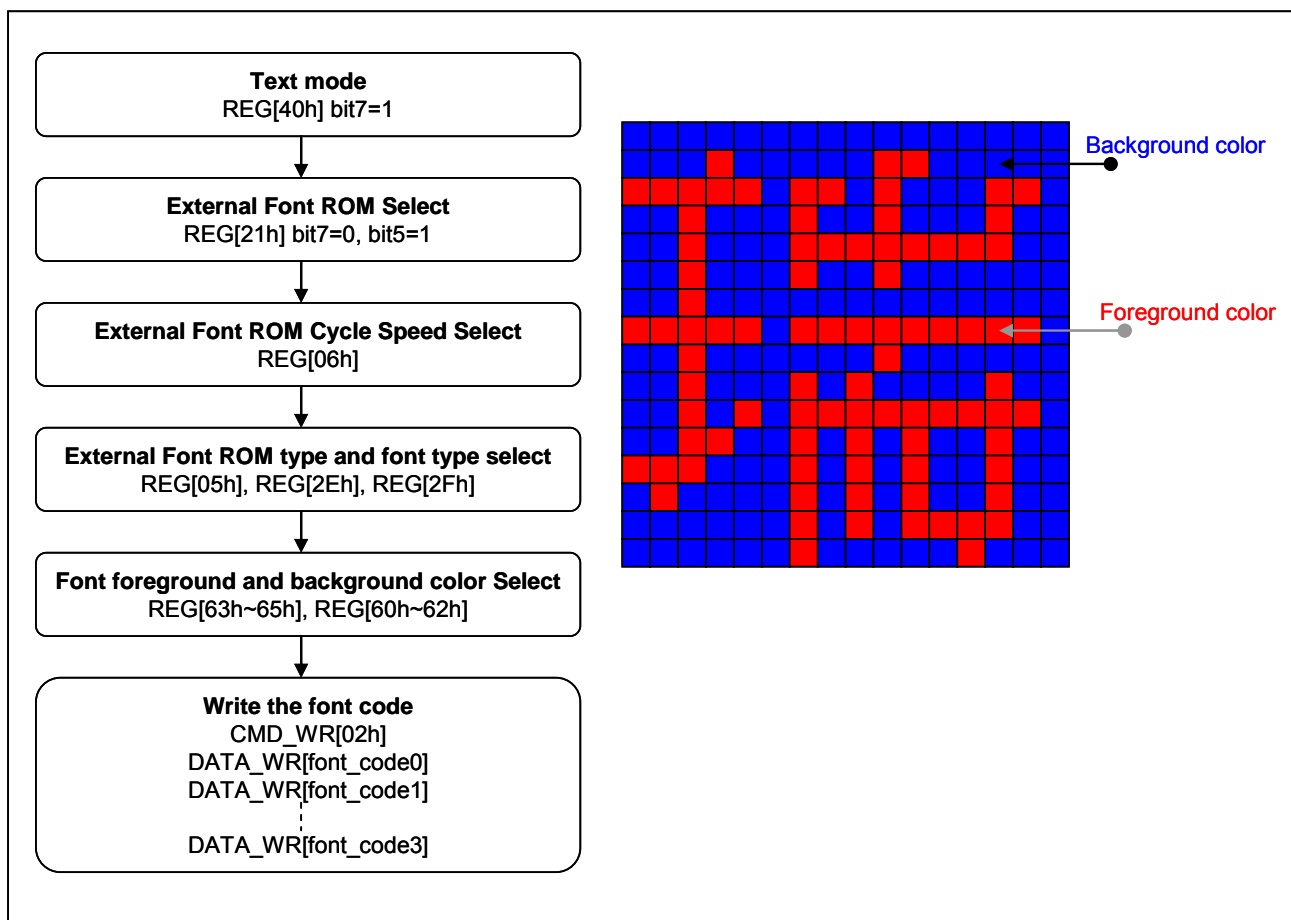 Text mode
REG[40h] bit7=1
External Font ROM Select
REG[21h] bit7=0, bit5=1
External Font ROM Cycle Speed Select
REG[06h]
External Font ROM type and font type select
REG[05h], REG[2Eh], REG[2Fh]
Font foreground and background color Select
REG[63h~65h], REG[60h~62h]
Write the font code
CMD_WR[02h]
DATA_WR[font_code0]
DATA_WR[font_code1]
DATA_WR[font_code3]
Background color
Foreground color